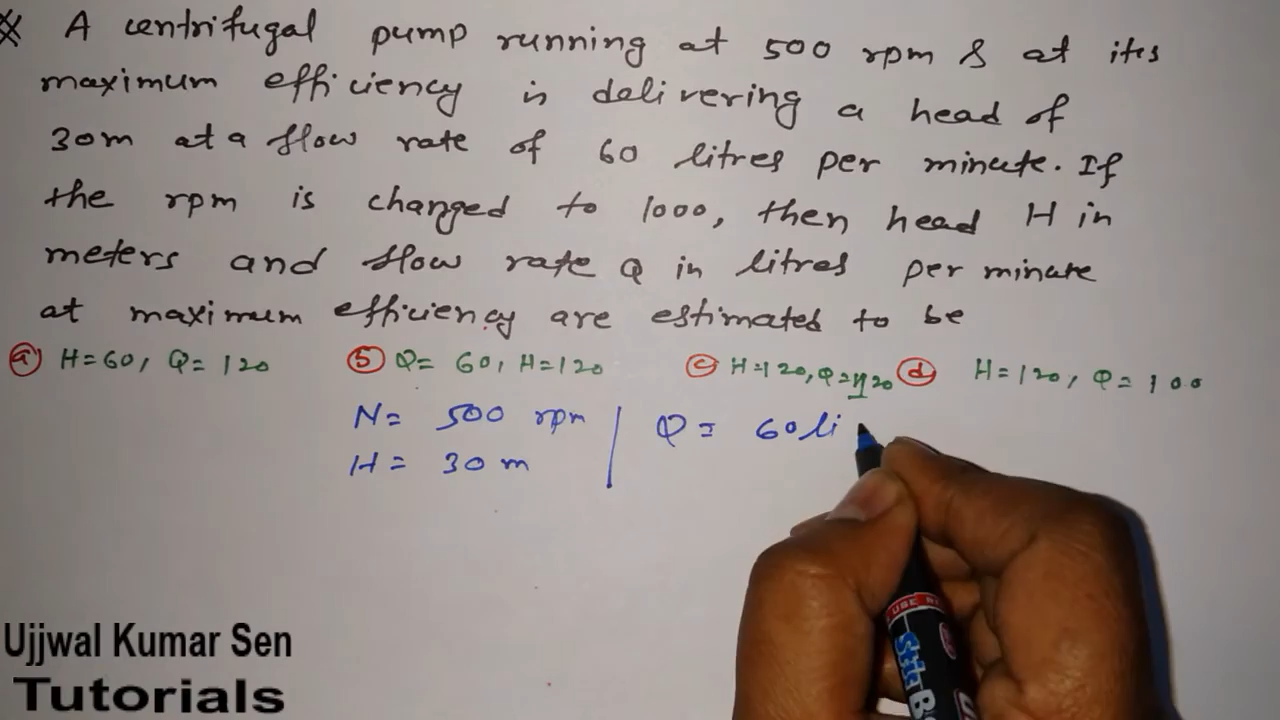 A centrifugal pump running at 500 rpm & at its
maximum efficiency is delivering a head of
30m at a flow rate of 60 litres per minute. If
the rpm is changed to 1000, then head H in
meters and flow rate Q in litres per minute
at maximum efficiency are estimated to be
(a) H=60, Q=120 (b) Q=60, H=120 (c) H=120, Q=120 (d) H=120, Q=100
N= 500 rpm Q = 60 li
H= 30 m
Ujjwal Kumar Sen
Tutorials